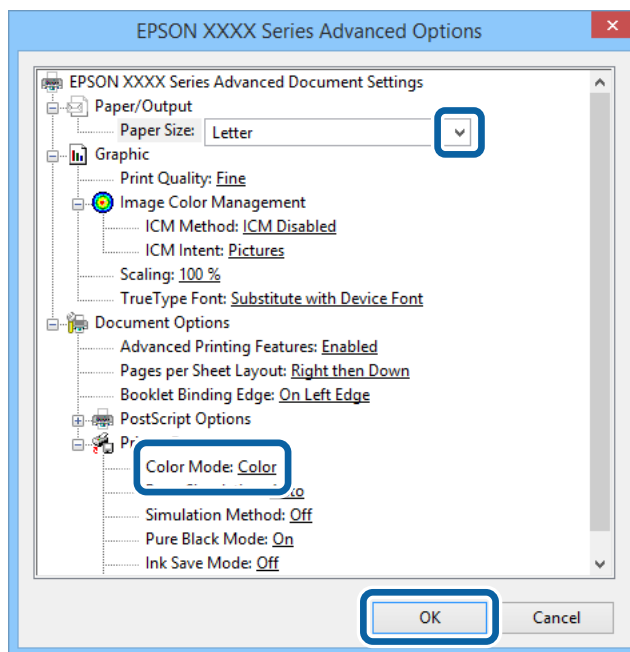 EPSON XXXX Series Advanced Options
EPSON XXXX Series Advanced Document Settings
Paper/Output
Paper Size: Letter
Graphic
Print Quality: Fine
Image Color Management
ICM Method: ICM Disabled
ICM Intent: Pictures
Scaling: 100 %
TrueType Font: Substitute with Device Font
Document Options
Advanced Printing Features: Enabled
Pages per Sheet Layout: Right then Down
Booklet Binding Edge: On Left Edge
PostScript Options
Color Mode: Color
Simulation Method: Off
Pure Black Mode: On
Ink Save Mode: Off
OK Cancel